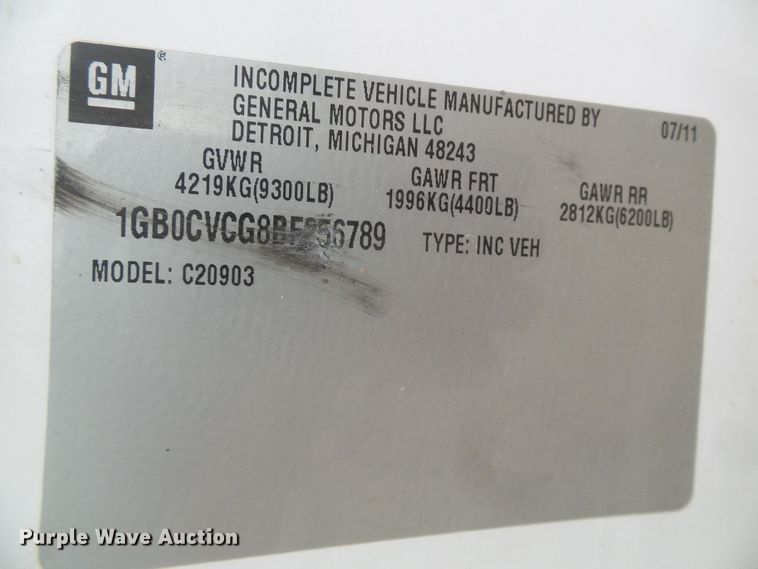 GM
INCOMPLETE VEHICLE MANUFACTURED BY
GENERAL MOTORS LLC
DETROIT, MICHIGAN 48243
07/11
GVWR
4219KG(9300LB)
GAWR FRT
1996KG(4400LB)
GAWR RR
2812KG(6200LB)
TYPE: INC VEH
MODEL: C20903
Purple Wave Auction